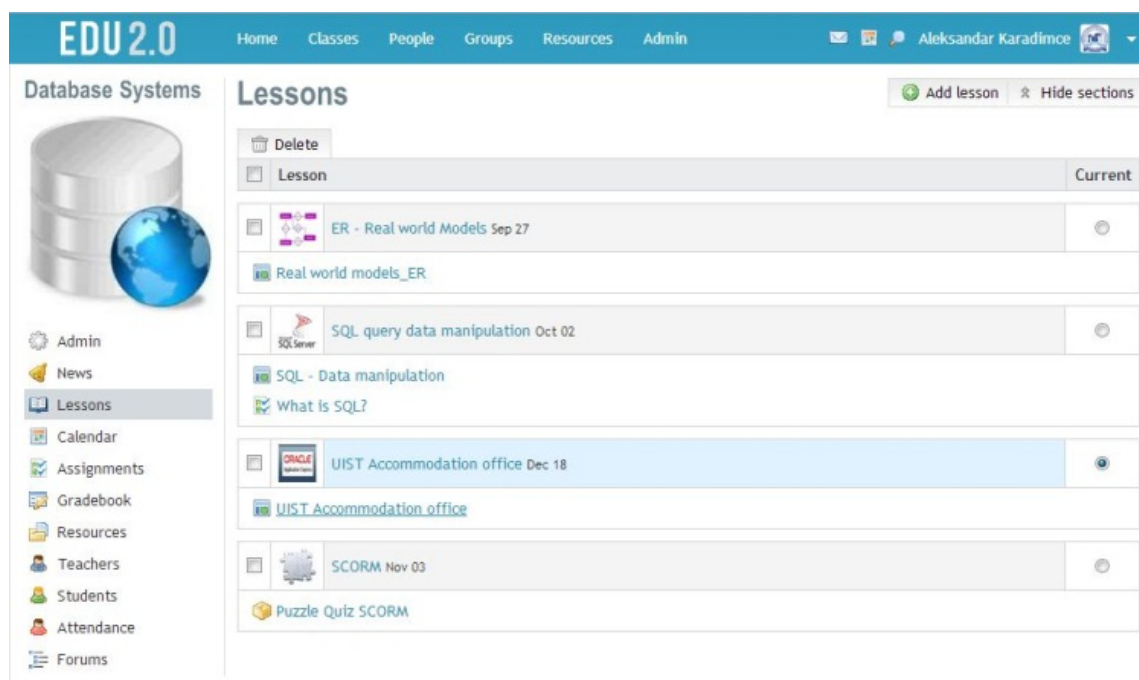 EDU 2.0
Home Classes People Groups Resources Admin
Aleksandar Karadimce
Database Systems
Admin
News
Lessons
Calendar
Assignments
Gradebook
Resources
Teachers
Students
Attendance
Forums
Lessons
Add lesson Hide sections
Delete
Lesson Current
ER - Real world Models Sep 27
Real world models_ER
SQL Server
SQL query data manipulation Oct 02
SQL - Data manipulation
What is SQL?
ORACLE
UIST Accommodation office Dec 18
UIST Accommodation office
SCORM Nov 03
Puzzle Quiz SCORM